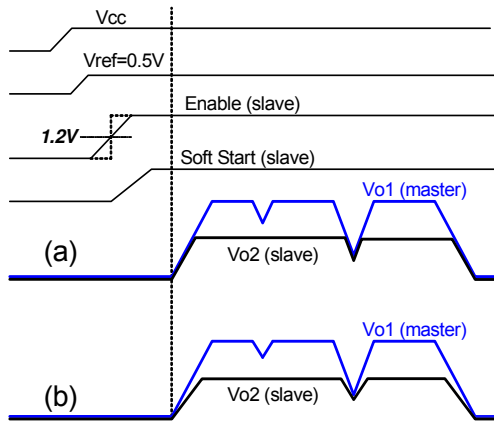 Vcc
Vref=0.5V
Enable (slave)
1.2V
Soft Start (slave)
Vo1 (master)
(a)
Vo2 (slave)
Vo1 (master)
(b)
Vo2 (slave)